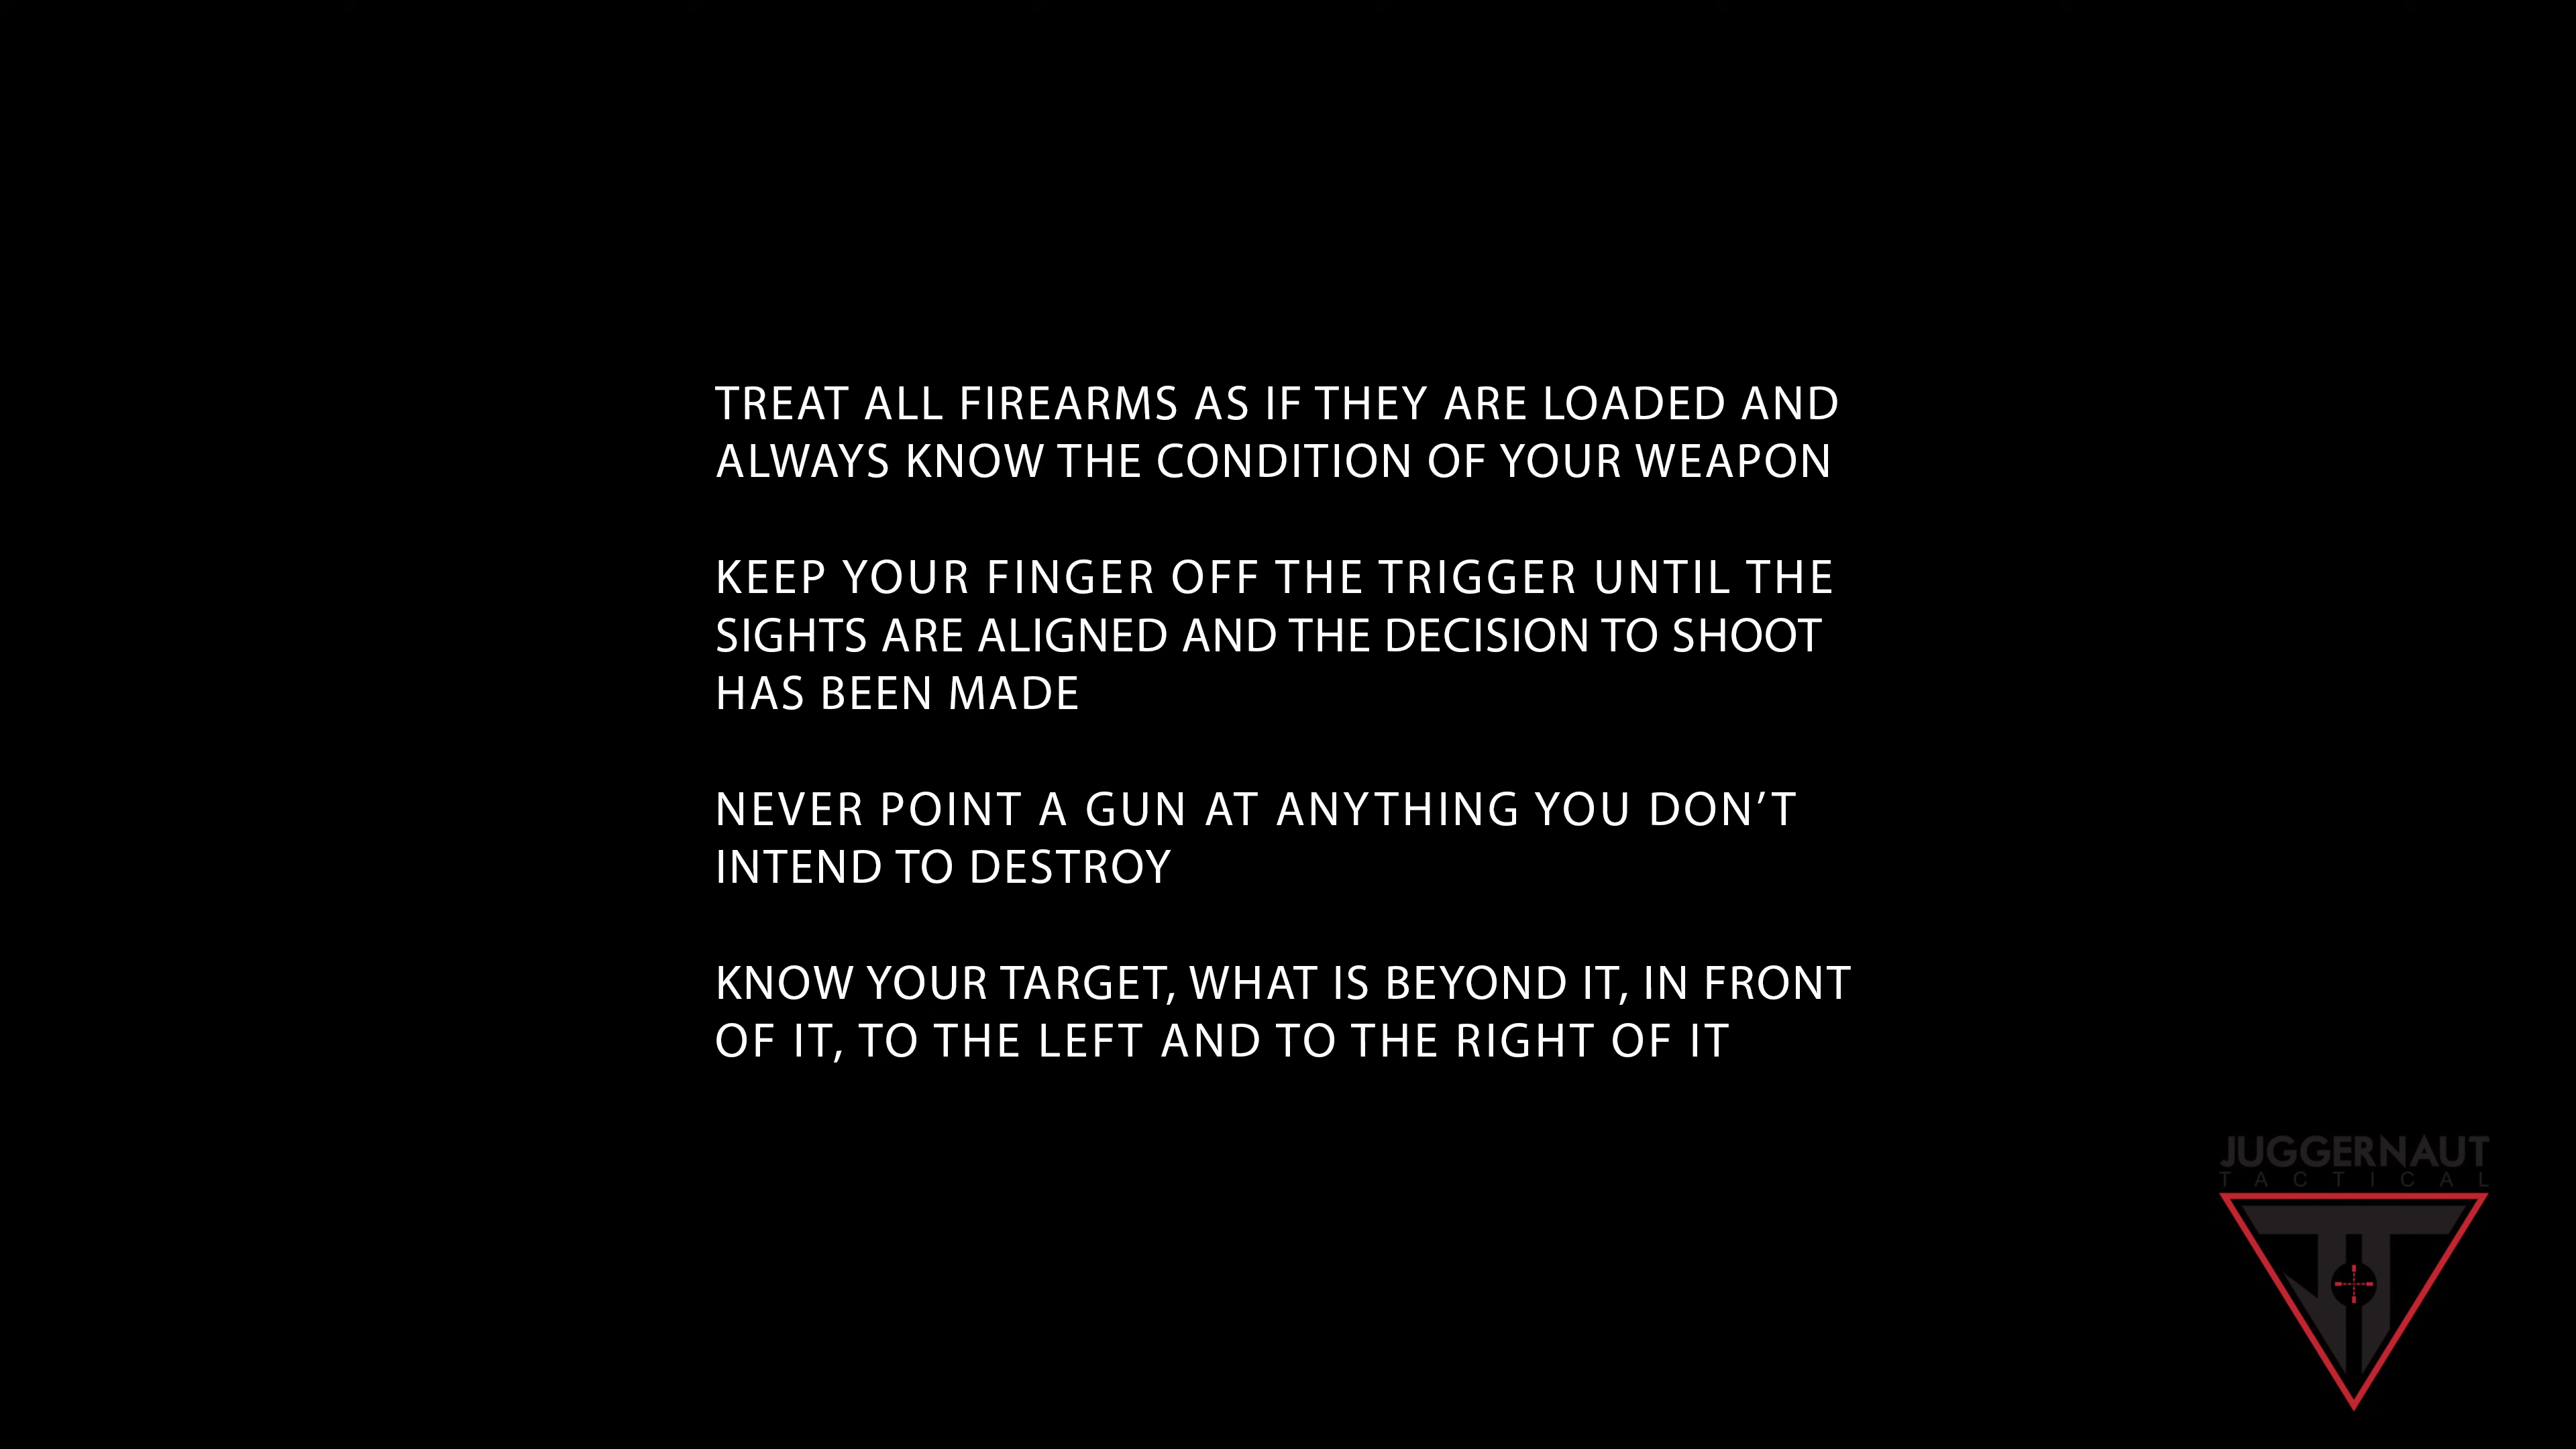 TREAT ALL FIREARMS AS IF THEY ARE LOADED AND
ALWAYS KNOW THE CONDITION OF YOUR WEAPON
KEEP YOUR FINGER OFF THE TRIGGER UNTIL THE
SIGHTS ARE ALIGNED AND THE DECISION TO SHOOT
HAS BEEN MADE
NEVER POINT A GUN AT ANYTHING YOU DON’T
INTEND TO DESTROY
KNOW YOUR TARGET, WHAT IS BEYOND IT, IN FRONT
OF IT, TO THE LEFT AND TO THE RIGHT OF IT
JUGGERNAUT
TACTICAL
JT